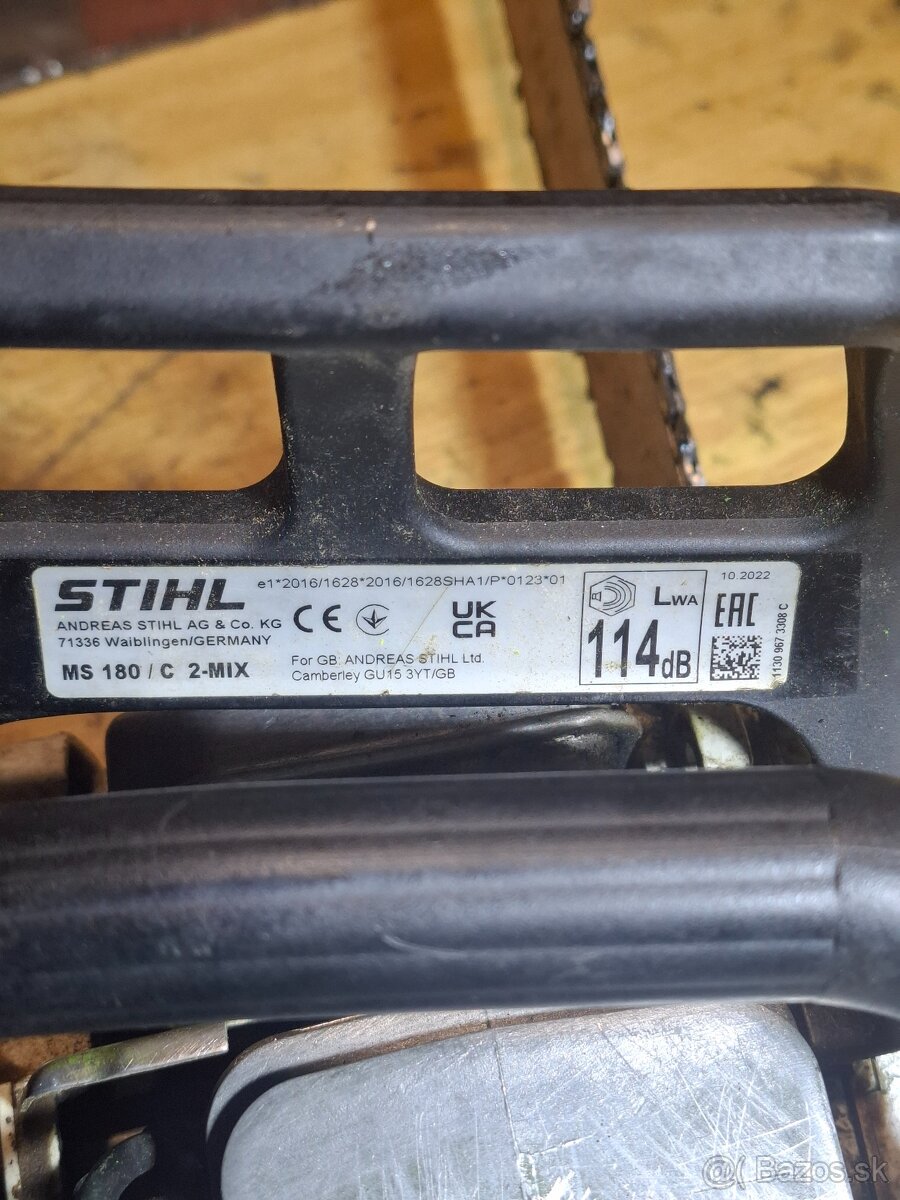 STIHL
e1*2016/1628*2016/1628SHA1/P*0123*01
ANDREAS STIHL AG & Co. KG
71336 Waiblingen/GERMANY
MS 180 / C 2-MIX
CE
UK
CA
For GB: ANDREAS STIHL Ltd.
Camberley GU15 3YT/GB
LWA
114dB
10.2022
EAC
1130 967 3308 C
@( Bazos.sk